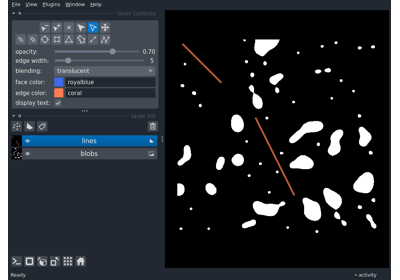 File View Plugins Window Help
layer controls
opacity: 0.70
edge width: 5
blending: translucent
face color: royalblue
edge color: coral
display text:
layer list
lines
blobs
Ready
activity